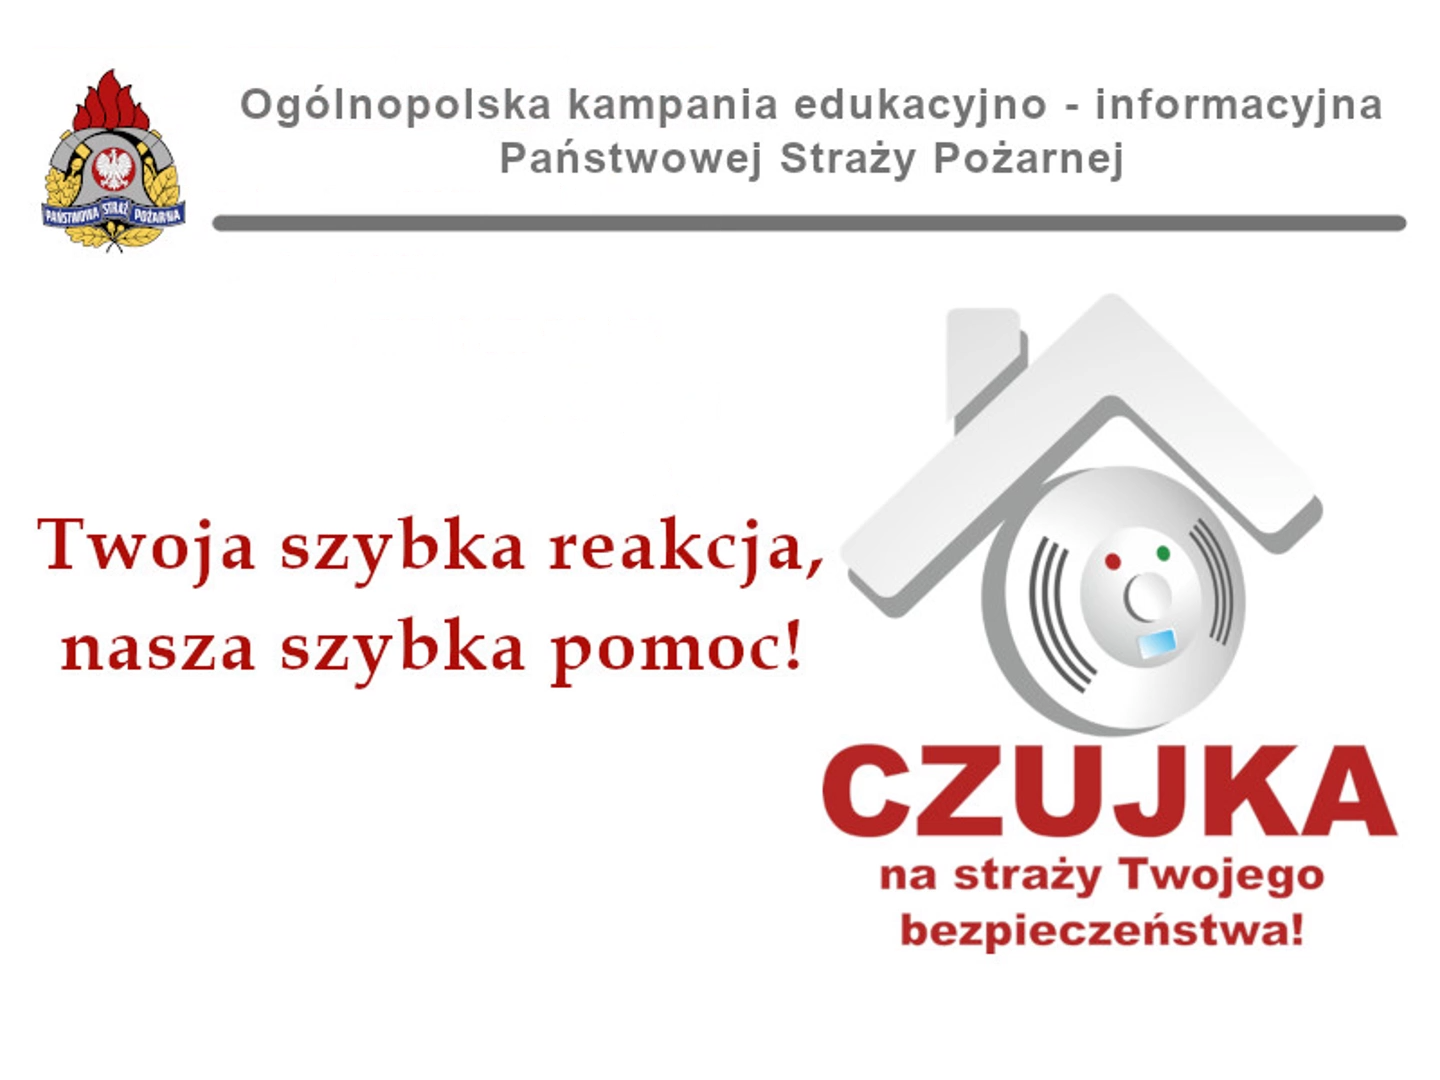 Ogólnopolska kampania edukacyjno - informacyjna
Państwowej Straży Pożarnej
PAŃSTWOWA STRAŻ POŻARNA
Twoja szybka reakcja,
nasza szybka pomoc!
CZUJKA
na straży Twojego
bezpieczeństwa!